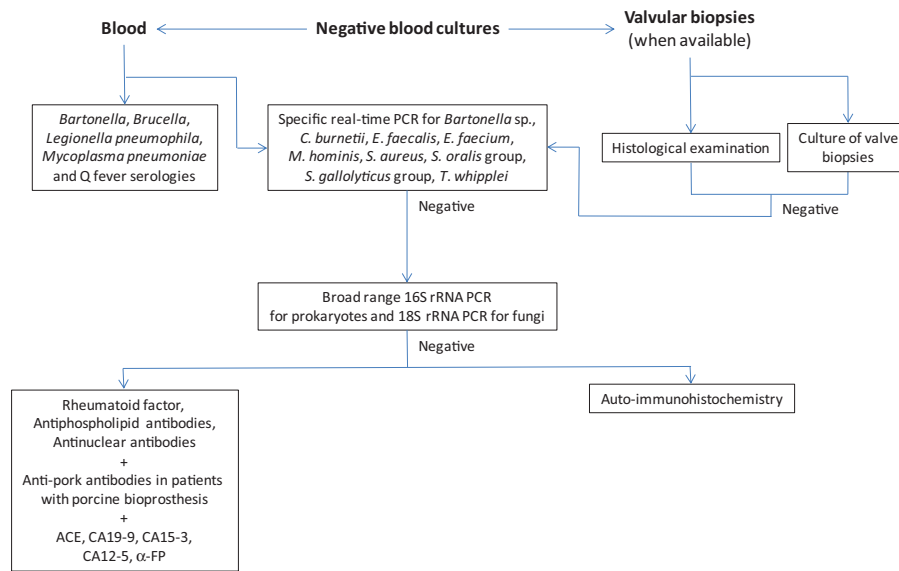 Blood
Negative blood cultures
Valvular biopsies
(when available)
Bartonella, Brucella,
Legionella pneumophila,
Mycoplasma pneumoniae
and Q fever serologies
Specific real-time PCR for Bartonella sp.,
C. burnetii, E. faecalis, E. faecium,
M. hominis, S. aureus, S. oralis group,
S. gallolyticus group, T. whipplei
Histological examination
Culture of valve
biopsies
Negative
Negative
Broad range 16S rRNA PCR
for prokaryotes and 18S rRNA PCR for fungi
Negative
Rheumatoid factor,
Antiphospholipid antibodies,
Antinuclear antibodies
+
Anti-pork antibodies in patients
with porcine bioprosthesis
+
ACE, CA19-9, CA15-3,
CA12-5, α-FP
Auto-immunohistochemistry